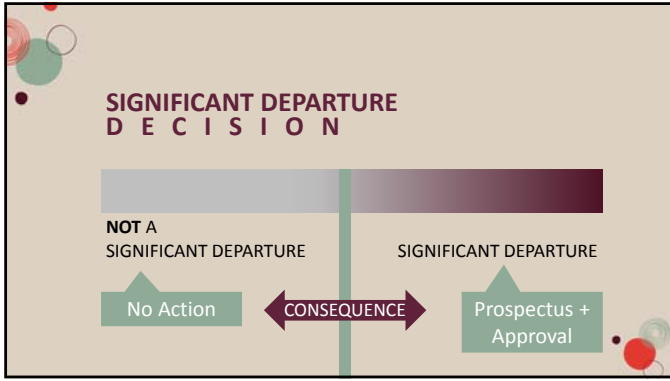 SIGNIFICANT DEPARTURE
D E C I S I O N
NOT A
SIGNIFICANT DEPARTURE
SIGNIFICANT DEPARTURE
No Action
CONSEQUENCE
Prospectus +
Approval